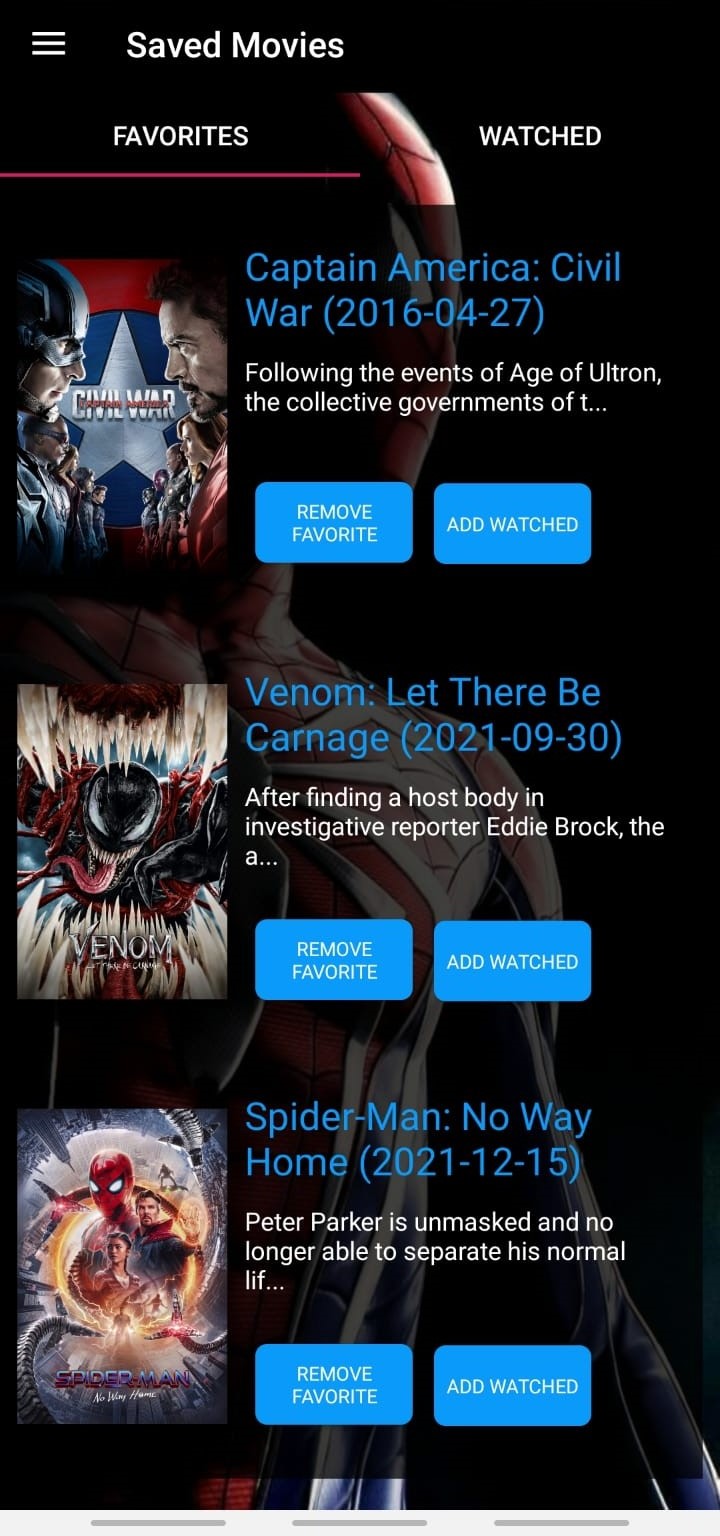 Saved Movies
FAVORITES
WATCHED
CIVIL WAR
CAPTAIN AMERICA
Captain America: Civil
War (2016-04-27)
Following the events of Age of Ultron,
the collective governments of t...
REMOVE
FAVORITE
ADD WATCHED
VENOM
LET THERE BE CARNAGE
Venom: Let There Be
Carnage (2021-09-30)
After finding a host body in
investigative reporter Eddie Brock, the
a...
REMOVE
FAVORITE
ADD WATCHED
SPIDER-MAN
No Way Home
Spider-Man: No Way
Home (2021-12-15)
Peter Parker is unmasked and no
longer able to separate his normal
lif...
REMOVE
FAVORITE
ADD WATCHED